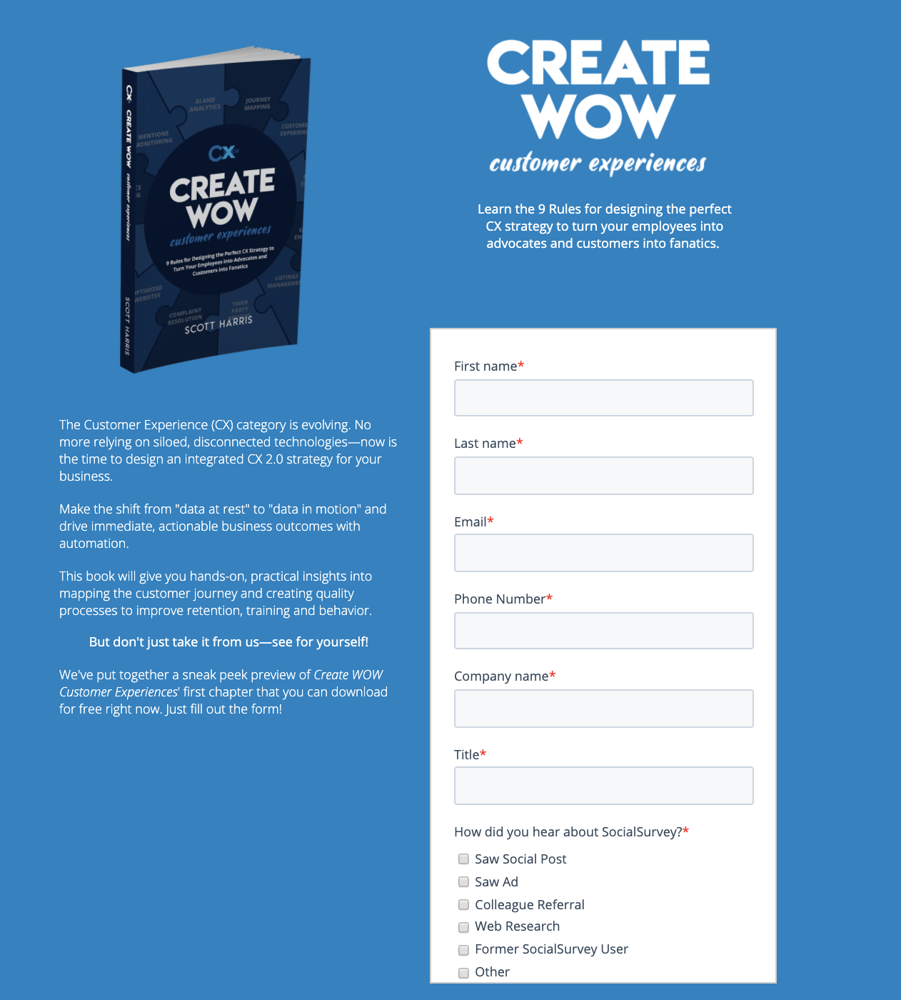 CX CREATE WOW customer experiences
SCOTT HARRIS
AI AND
ANALYTICS
JOURNEY
MAPPING
MENTIONS
CX
CREATE
WOW
customer experiences
9 Rules for Designing the Perfect CX Strategy to
Turn Your Employees into Advocates and
Customers into Fanatics
LISTINGS
COMPLAINT
RESOLUTION
THIRD
PARTY
SCOTT HARRIS
The Customer Experience (CX) category is evolving. No
more relying on siloed, disconnected technologies—now is
the time to design an integrated CX 2.0 strategy for your
business.
Make the shift from "data at rest" to "data in motion" and
drive immediate, actionable business outcomes with
automation.
This book will give you hands-on, practical insights into
mapping the customer journey and creating quality
processes to improve retention, training and behavior.
But don't just take it from us—see for yourself!
We've put together a sneak peek preview of Create WOW
Customer Experiences' first chapter that you can download
for free right now. Just fill out the form!
CREATE
WOW
customer experiences
Learn the 9 Rules for designing the perfect
CX strategy to turn your employees into
advocates and customers into fanatics.
First name*
Last name*
Email*
Phone Number*
Company name*
Title*
How did you hear about SocialSurvey?*
Saw Social Post
Saw Ad
Colleague Referral
Web Research
Former SocialSurvey User
Other